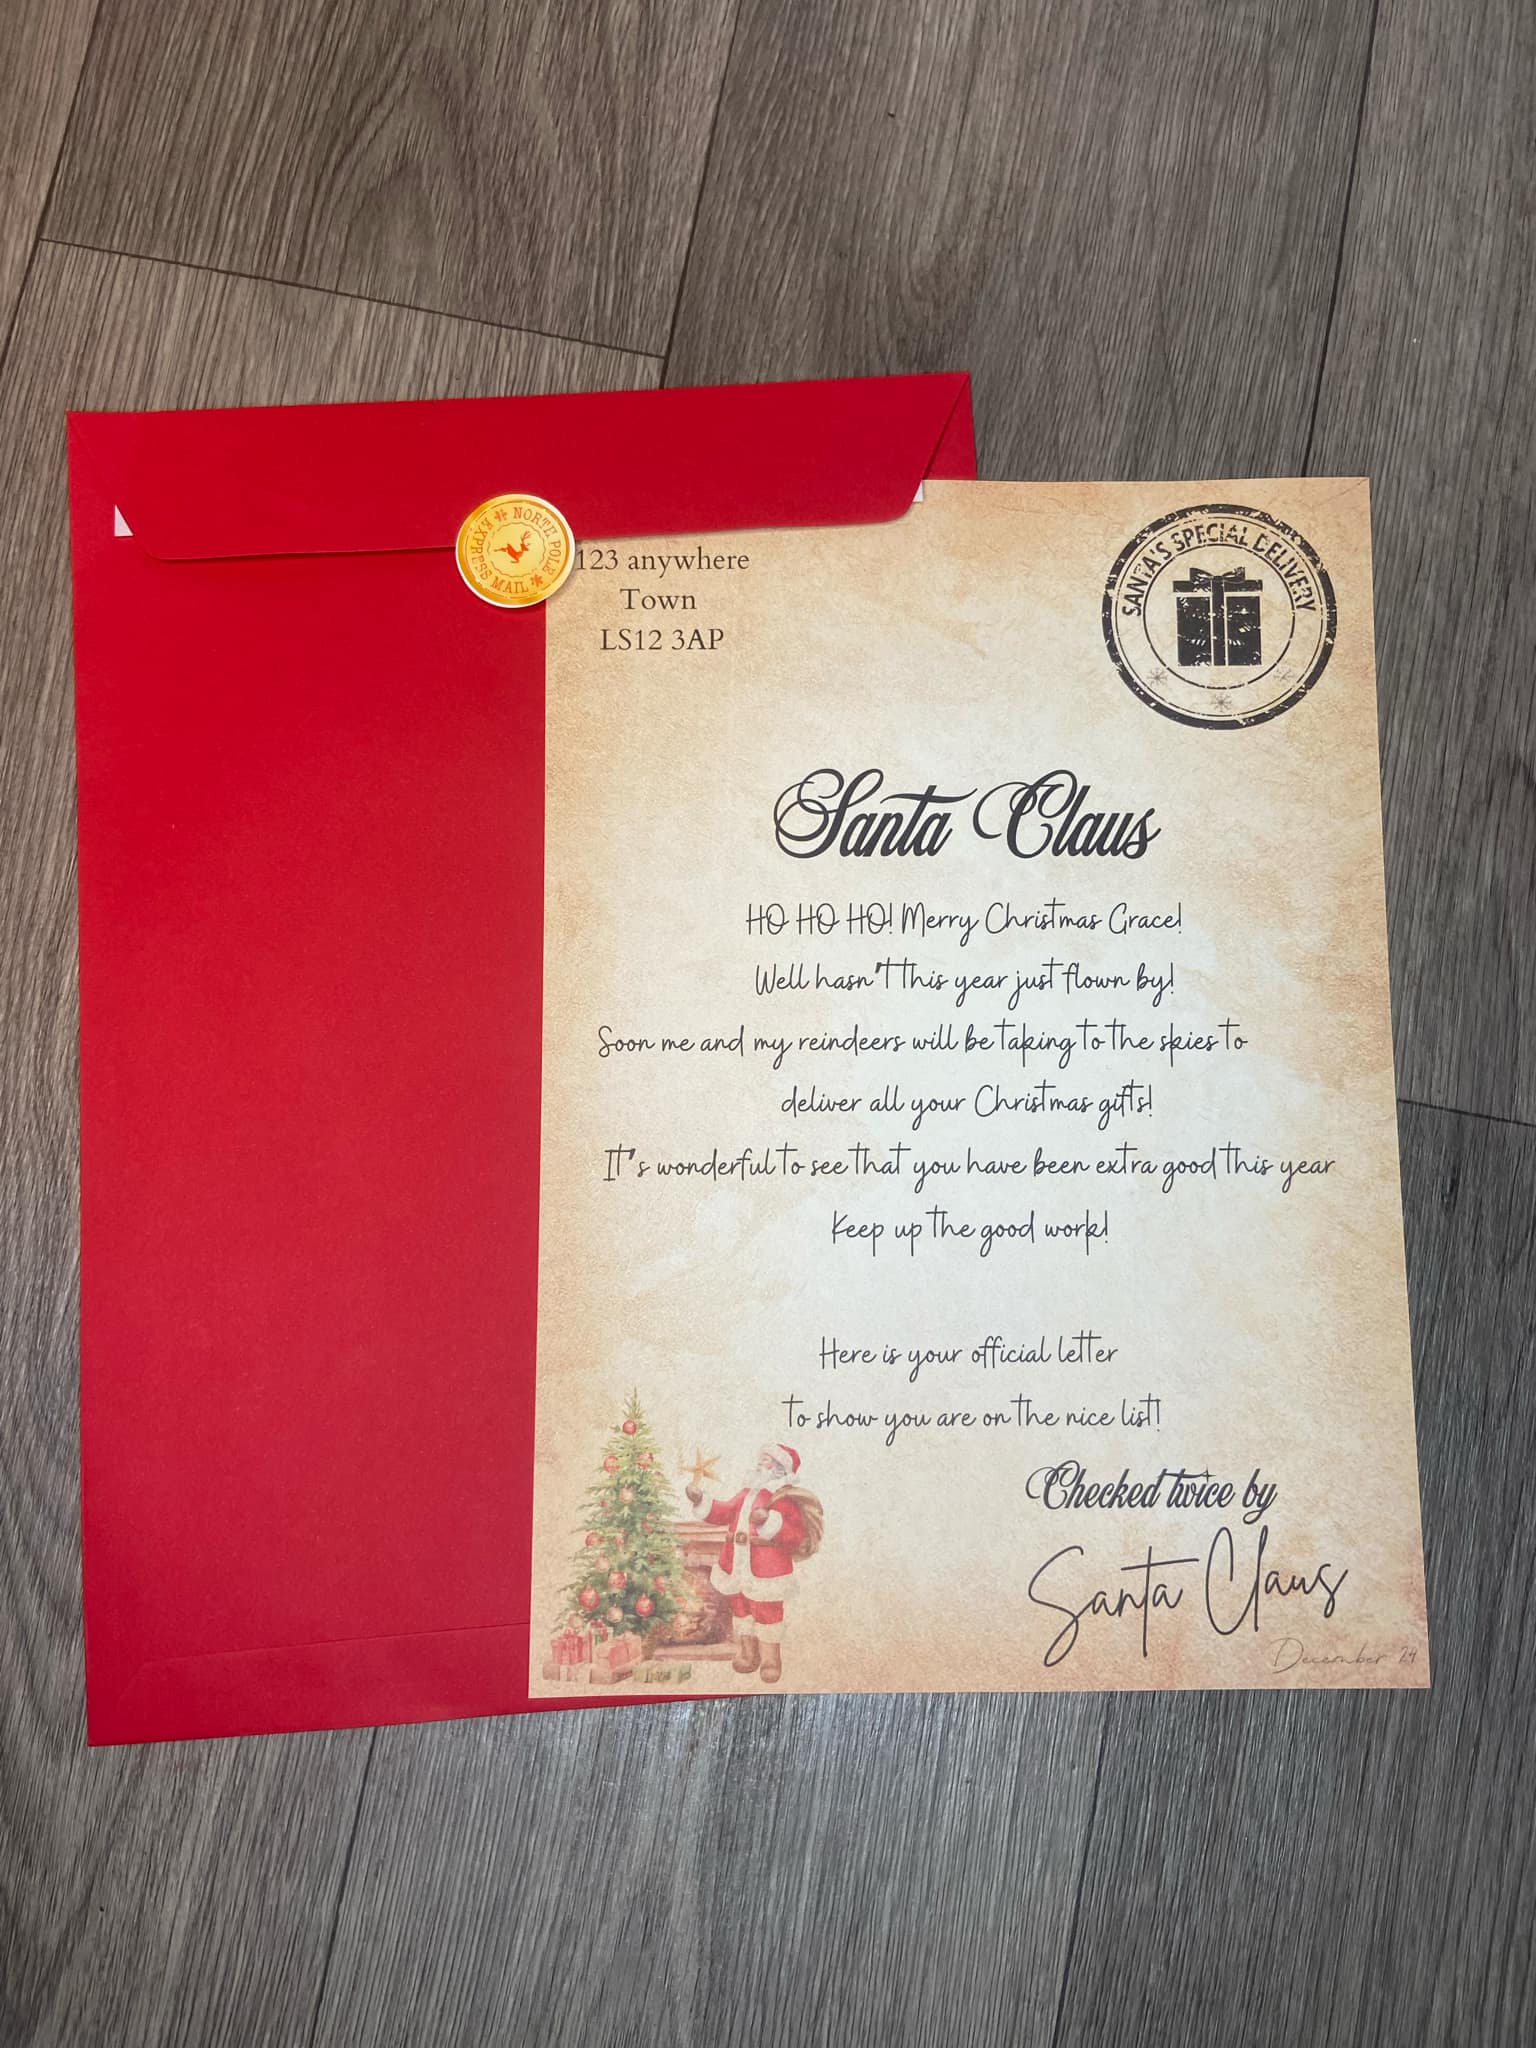 NORTH POLE
EXPRESS MAIL
123 anywhere
Town
LS12 3AP
SANTA'S SPECIAL DELIVERY
Santa Claus
HO HO HO! Merry Christmas Grace!
Well hasn't this year just flown by!
Soon me and my reindeers will be taking to the skies to
deliver all your Christmas gifts!
It's wonderful to see that you have been extra good this year
Keep up the good work!
Here is your official letter
to show you are on the nice list!
Checked twice by
Santa Claus
December 24